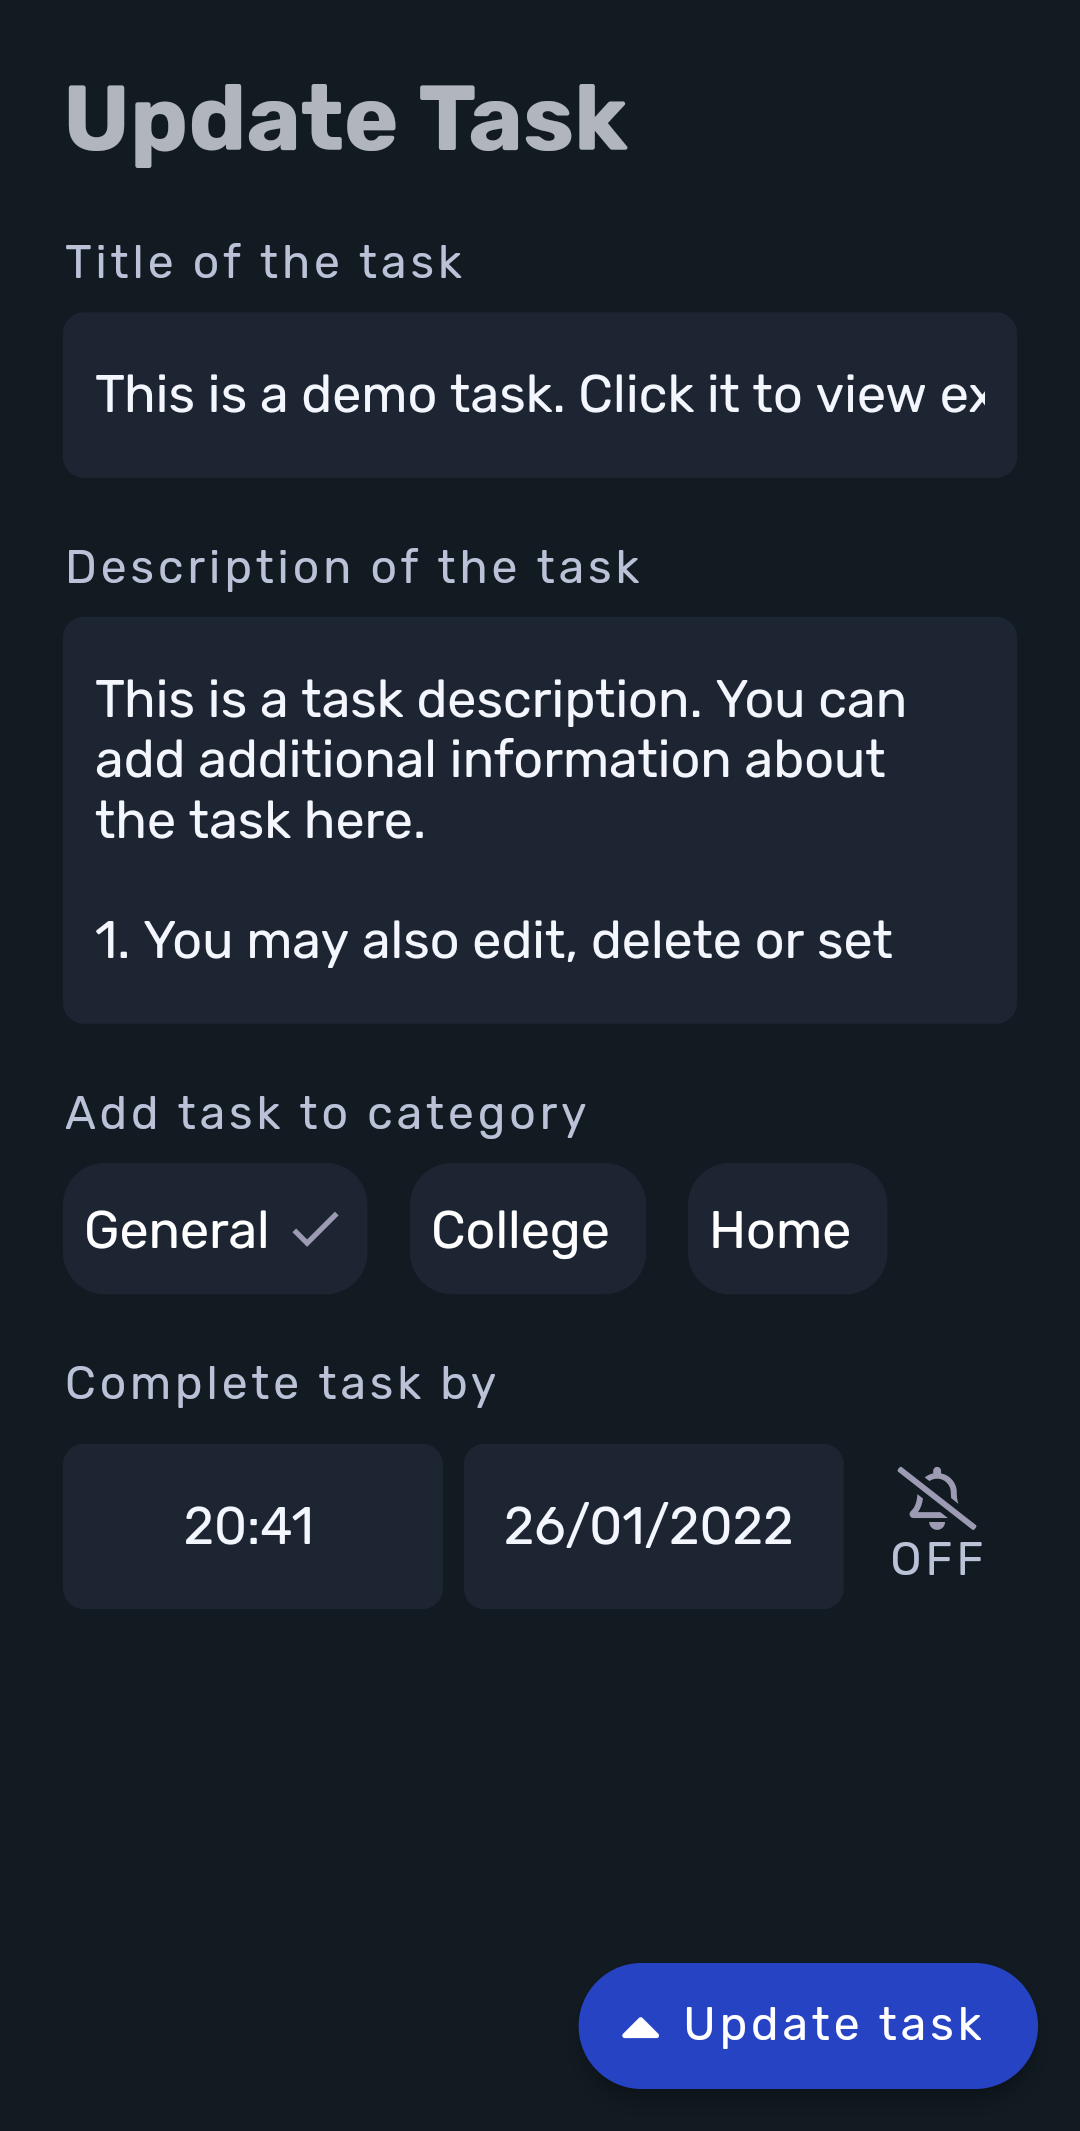 Update Task
Title of the task
This is a demo task. Click it to view ex
Description of the task
This is a task description. You can
add additional information about
the task here.
1. You may also edit, delete or set
Add task to category
General College Home
Complete task by
20:41 26/01/2022 OFF
Update task